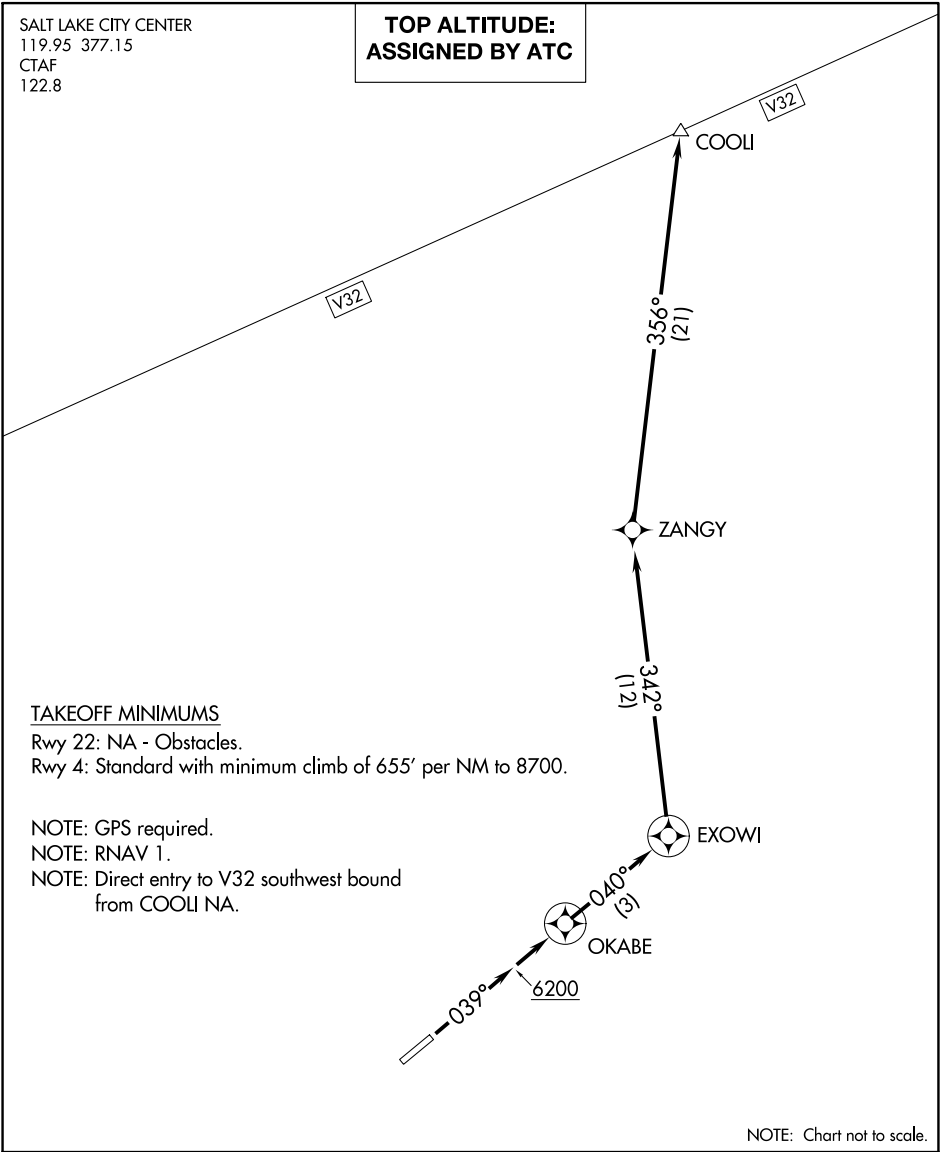 SALT LAKE CITY CENTER
119.95 377.15
CTAF
122.8
TOP ALTITUDE:
ASSIGNED BY ATC
V32
COOLI
V32
356°
(21)
ZANGY
342°
(12)
TAKEOFF MINIMUMS
Rwy 22: NA - Obstacles.
Rwy 4: Standard with minimum climb of 655' per NM to 8700.
NOTE: GPS required.
NOTE: RNAV 1.
NOTE: Direct entry to V32 southwest bound
from COOLI NA.
EXOWI
040°
(3)
OKABE
039°
6200
NOTE: Chart not to scale.